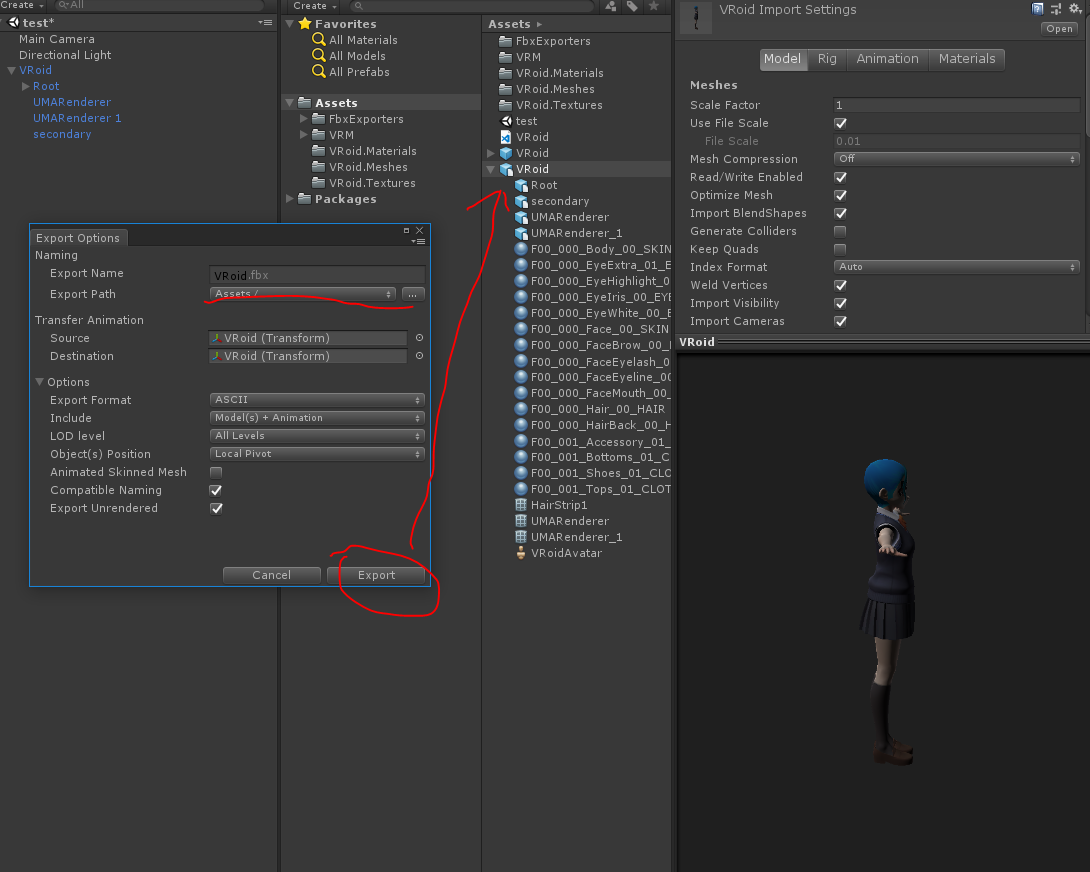 Create
All
test*
Main Camera
Directional Light
VRoid
Root
UMARenderer
UMARenderer 1
secondary
Create
Favorites
All Materials
All Models
All Prefabs
Assets
FbxExporters
VRM
VRoid.Materials
VRoid.Meshes
VRoid.Textures
Packages
Assets
FbxExporters
VRM
VRoid.Materials
VRoid.Meshes
VRoid.Textures
test
VRoid
VRoid
VRoid
Root
secondary
UMARenderer
UMARenderer_1
F00_000_Body_00_SKIN
F00_000_EyeExtra_01_E
F00_000_EyeHighlight_0
F00_000_EyeIris_00_EYE
F00_000_EyeWhite_00_E
F00_000_Face_00_SKIN
F00_000_FaceBrow_00_
F00_000_FaceEyelash_0
F00_000_FaceEyeline_00
F00_000_FaceMouth_00_
F00_000_Hair_00_HAIR
F00_000_HairBack_00_H
F00_001_Accessory_01_
F00_001_Bottoms_01_C
F00_001_Shoes_01_CLO
F00_001_Tops_01_CLOT
HairStrip1
UMARenderer
UMARenderer_1
VRoidAvatar
Export Options
Naming
Export Name VRoid.fbx
Export Path Assets / ...
Transfer Animation
Source VRoid (Transform)
Destination VRoid (Transform)
Options
Export Format ASCII
Include Model(s) + Animation
LOD level All Levels
Object(s) Position Local Pivot
Animated Skinned Mesh
Compatible Naming
Export Unrendered
Cancel Export
VRoid Import Settings
Open
Model Rig Animation Materials
Meshes
Scale Factor 1
Use File Scale
File Scale 0.01
Mesh Compression Off
Read/Write Enabled
Optimize Mesh
Import BlendShapes
Generate Colliders
Keep Quads
Index Format Auto
Weld Vertices
Import Visibility
Import Cameras
VRoid